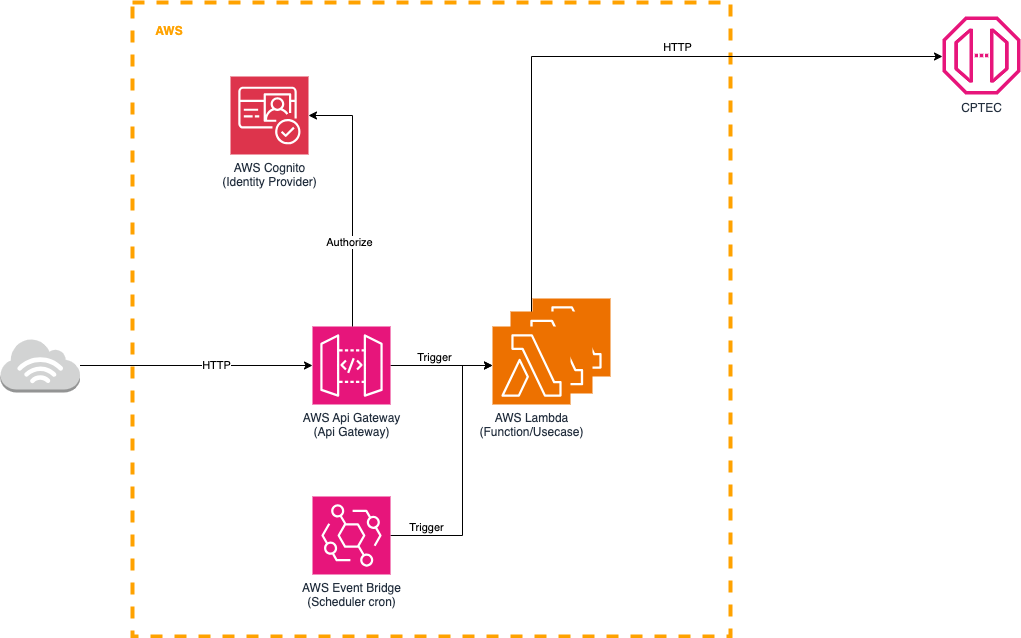 AWS
HTTP
CPTEC
AWS Cognito
(Identity Provider)
Authorize
HTTP
Trigger
AWS Api Gateway
(Api Gateway)
AWS Lambda
(Function/Usecase)
Trigger
AWS Event Bridge
(Scheduler cron)